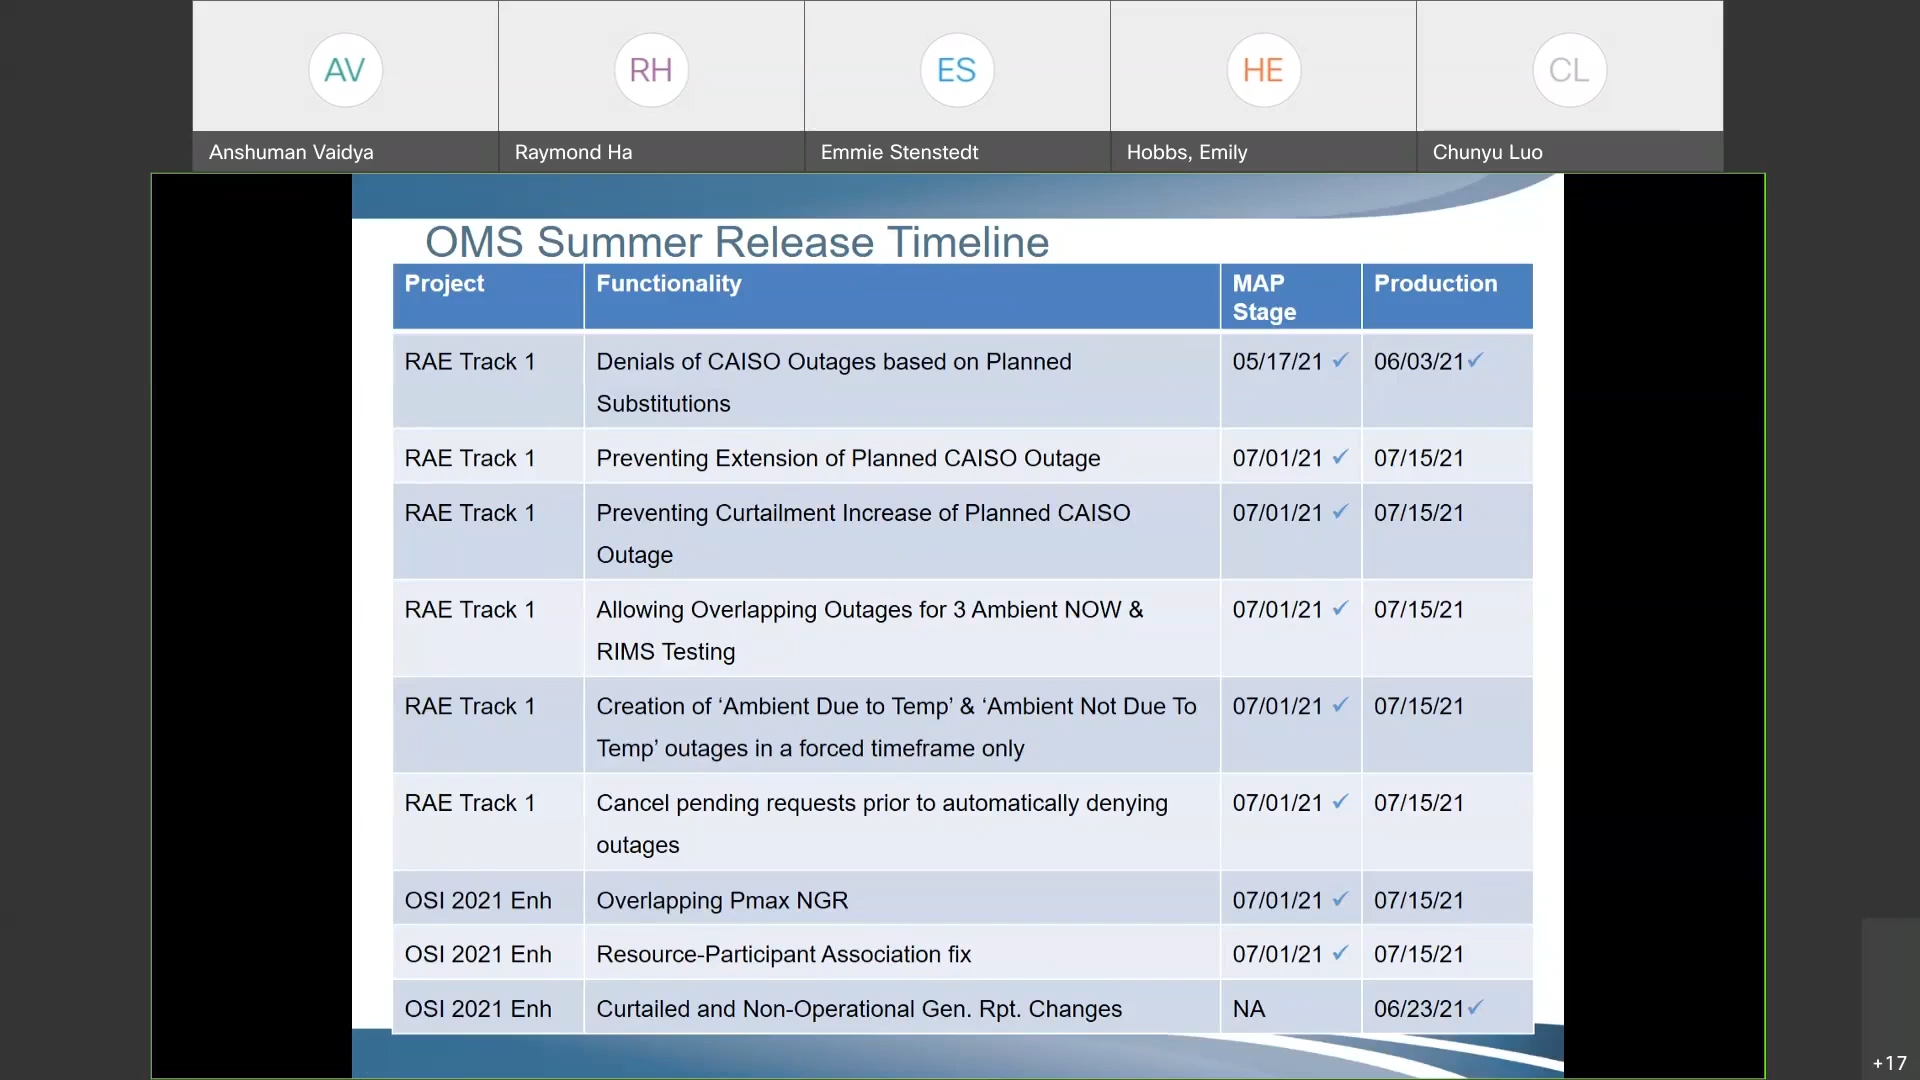 AV
RH
ES
HE
CL
Anshuman Vaidya
Raymond Ha
Emmie Stenstedt
Hobbs, Emily
Chunyu Luo
OMS Summer Release Timeline
Project
Functionality
MAP
Stage
Production
RAE Track 1
Denials of CAISO Outages based on Planned
Substitutions
05/17/21 ✓
06/03/21✓
RAE Track 1
Preventing Extension of Planned CAISO Outage
07/01/21 ✓
07/15/21
RAE Track 1
Preventing Curtailment Increase of Planned CAISO
Outage
07/01/21 ✓
07/15/21
RAE Track 1
Allowing Overlapping Outages for 3 Ambient NOW &
RIMS Testing
07/01/21 ✓
07/15/21
RAE Track 1
Creation of ‘Ambient Due to Temp’ & ‘Ambient Not Due To
Temp’ outages in a forced timeframe only
07/01/21 ✓
07/15/21
RAE Track 1
Cancel pending requests prior to automatically denying
outages
07/01/21 ✓
07/15/21
OSI 2021 Enh
Overlapping Pmax NGR
07/01/21 ✓
07/15/21
OSI 2021 Enh
Resource-Participant Association fix
07/01/21 ✓
07/15/21
OSI 2021 Enh
Curtailed and Non-Operational Gen. Rpt. Changes
NA
06/23/21✓
+17